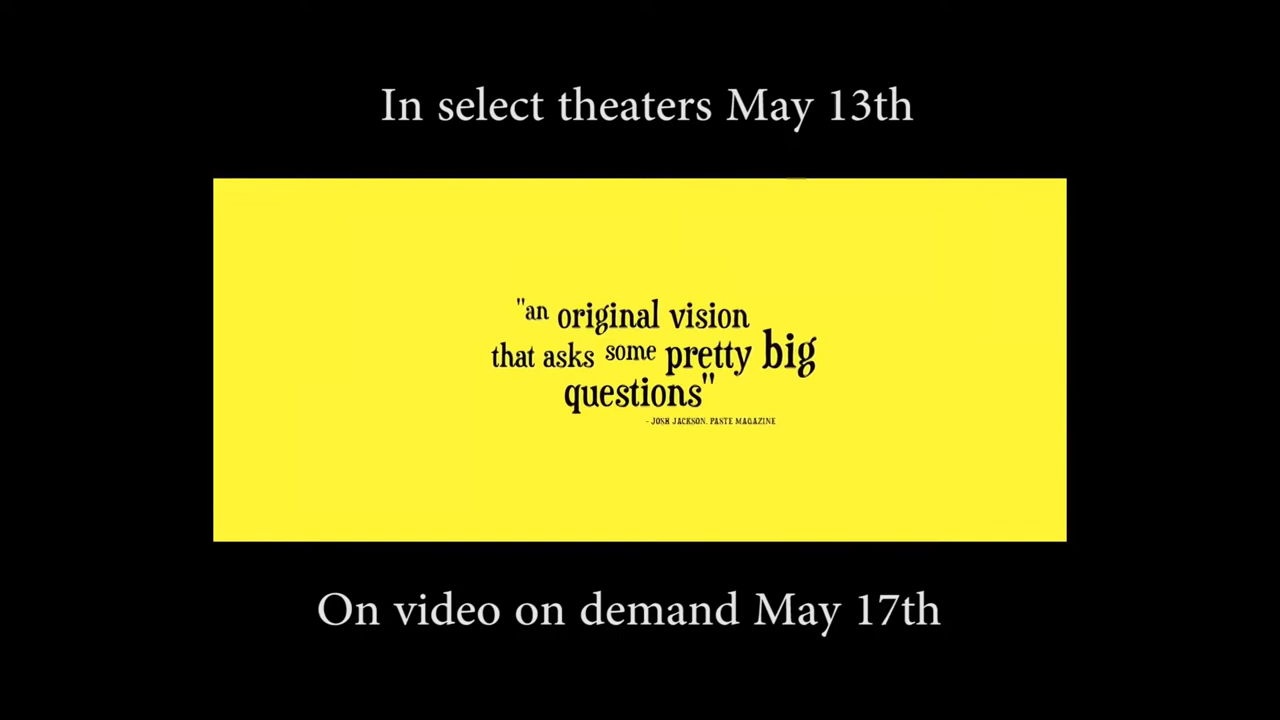 In select theaters May 13th
"an original vision
that asks some pretty big
questions"
- JOSH JACKSON, PASTE MAGAZINE
On video on demand May 17th